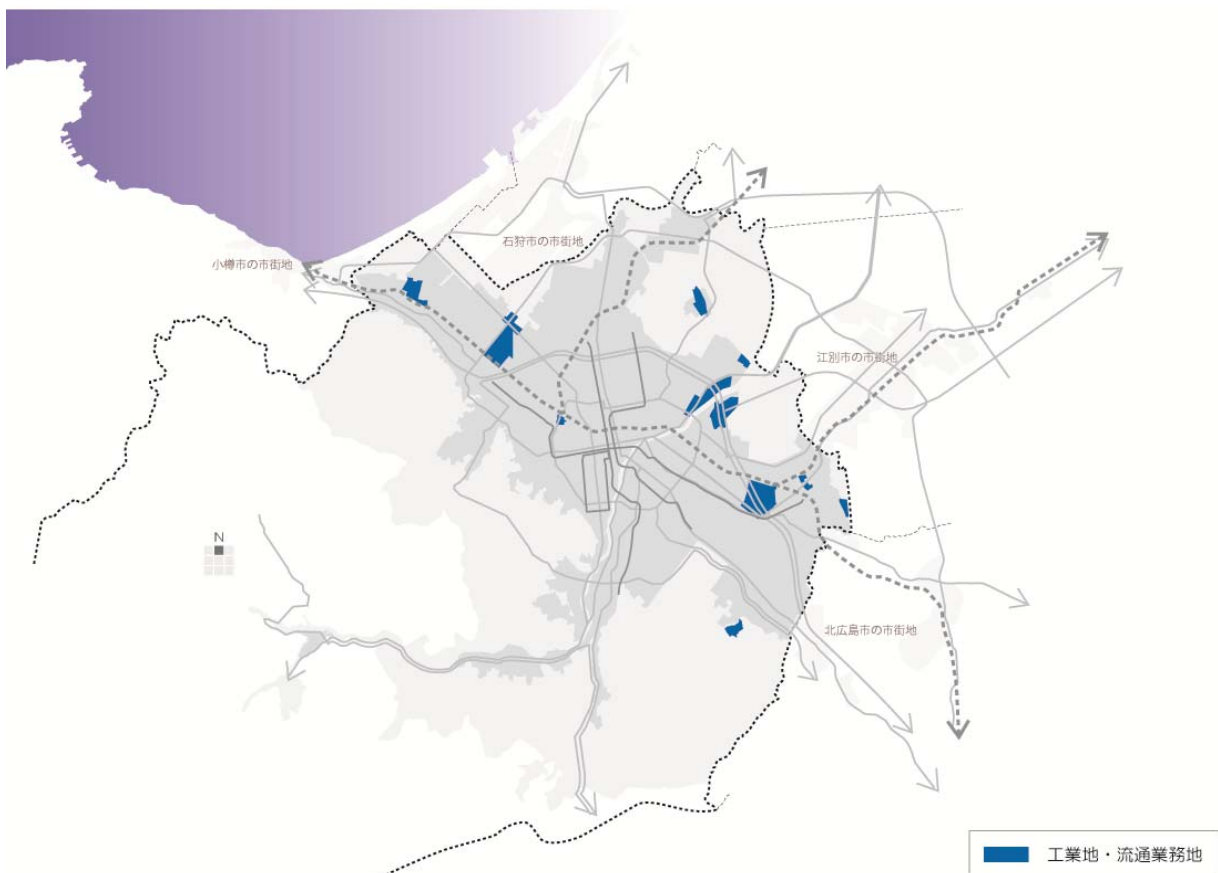 石狩市の市街地
小樽市の市街地
江別市の市街地
N
北広島市の市街地
工業地・流通業務地